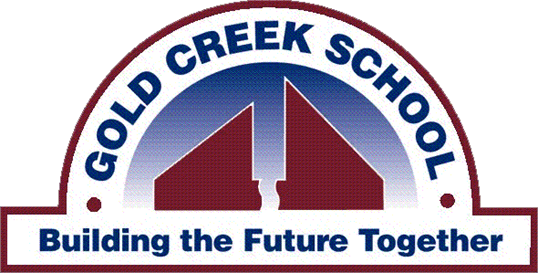 GOLD CREEK SCHOOL
Building the Future Together